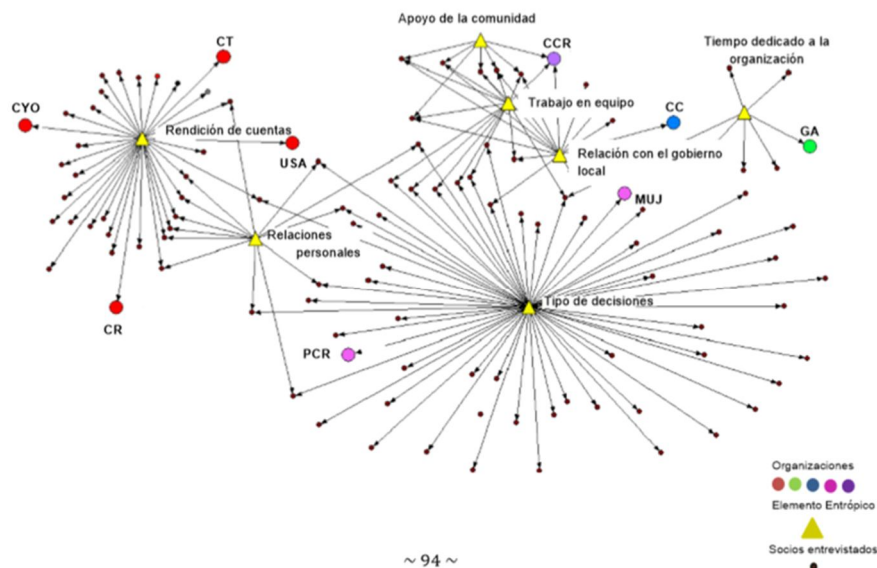 Apoyo de la comunidad
CT
CCR
Tiempo dedicado a la
organización
CYO
Rendición de cuentas
Trabajo en equipo
CC
GA
USA
Relación con el gobierno
local
MUJ
Relaciones
personales
Tipo de decisiones
CR
PCR
Organizaciones
Elemento Entrópico
Socios entrevistados
~ 94 ~